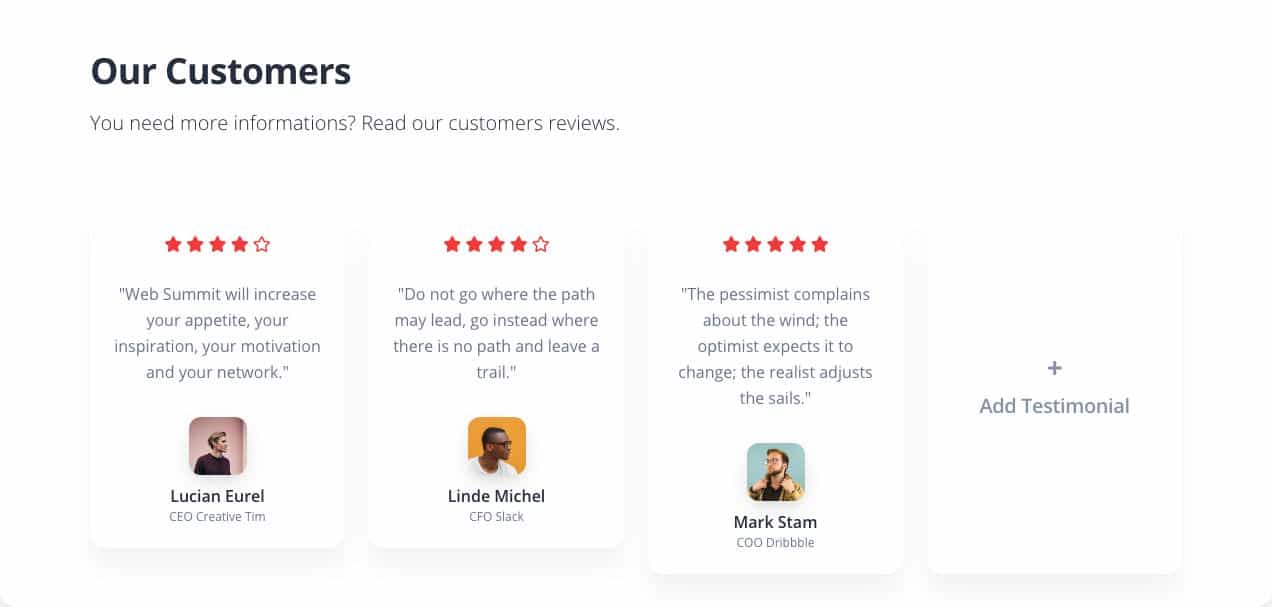 Our Customers
You need more informations? Read our customers reviews.
"Web Summit will increase
your appetite, your
inspiration, your motivation
and your network."
Lucian Eurel
CEO Creative Tim
"Do not go where the path
may lead, go instead where
there is no path and leave a
trail."
Linde Michel
CFO Slack
"The pessimist complains
about the wind; the
optimist expects it to
change; the realist adjusts
the sails."
Mark Stam
COO Dribbble
+
Add Testimonial